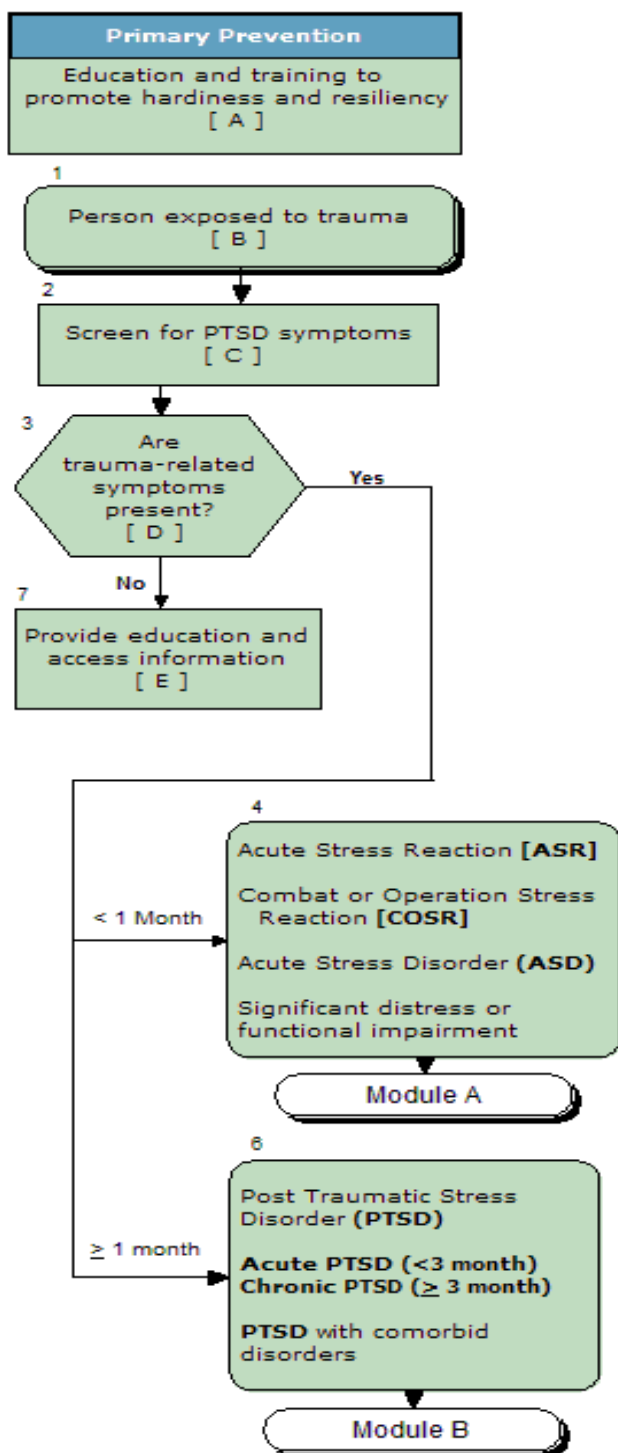 Primary Prevention
Education and training to
promote hardiness and resiliency
[ A ]
1
Person exposed to trauma
[ B ]
2
Screen for PTSD symptoms
[ C ]
3
Are
trauma-related
symptoms
present?
[ D ]
Yes
No
7
Provide education and
access information
[ E ]
4
Acute Stress Reaction [ASR]
Combat or Operation Stress
Reaction [COSR]
Acute Stress Disorder (ASD)
Significant distress or
functional impairment
< 1 Month
Module A
6
Post Traumatic Stress
Disorder (PTSD)
Acute PTSD (<3 month)
Chronic PTSD (≥ 3 month)
PTSD with comorbid
disorders
≥ 1 month
Module B